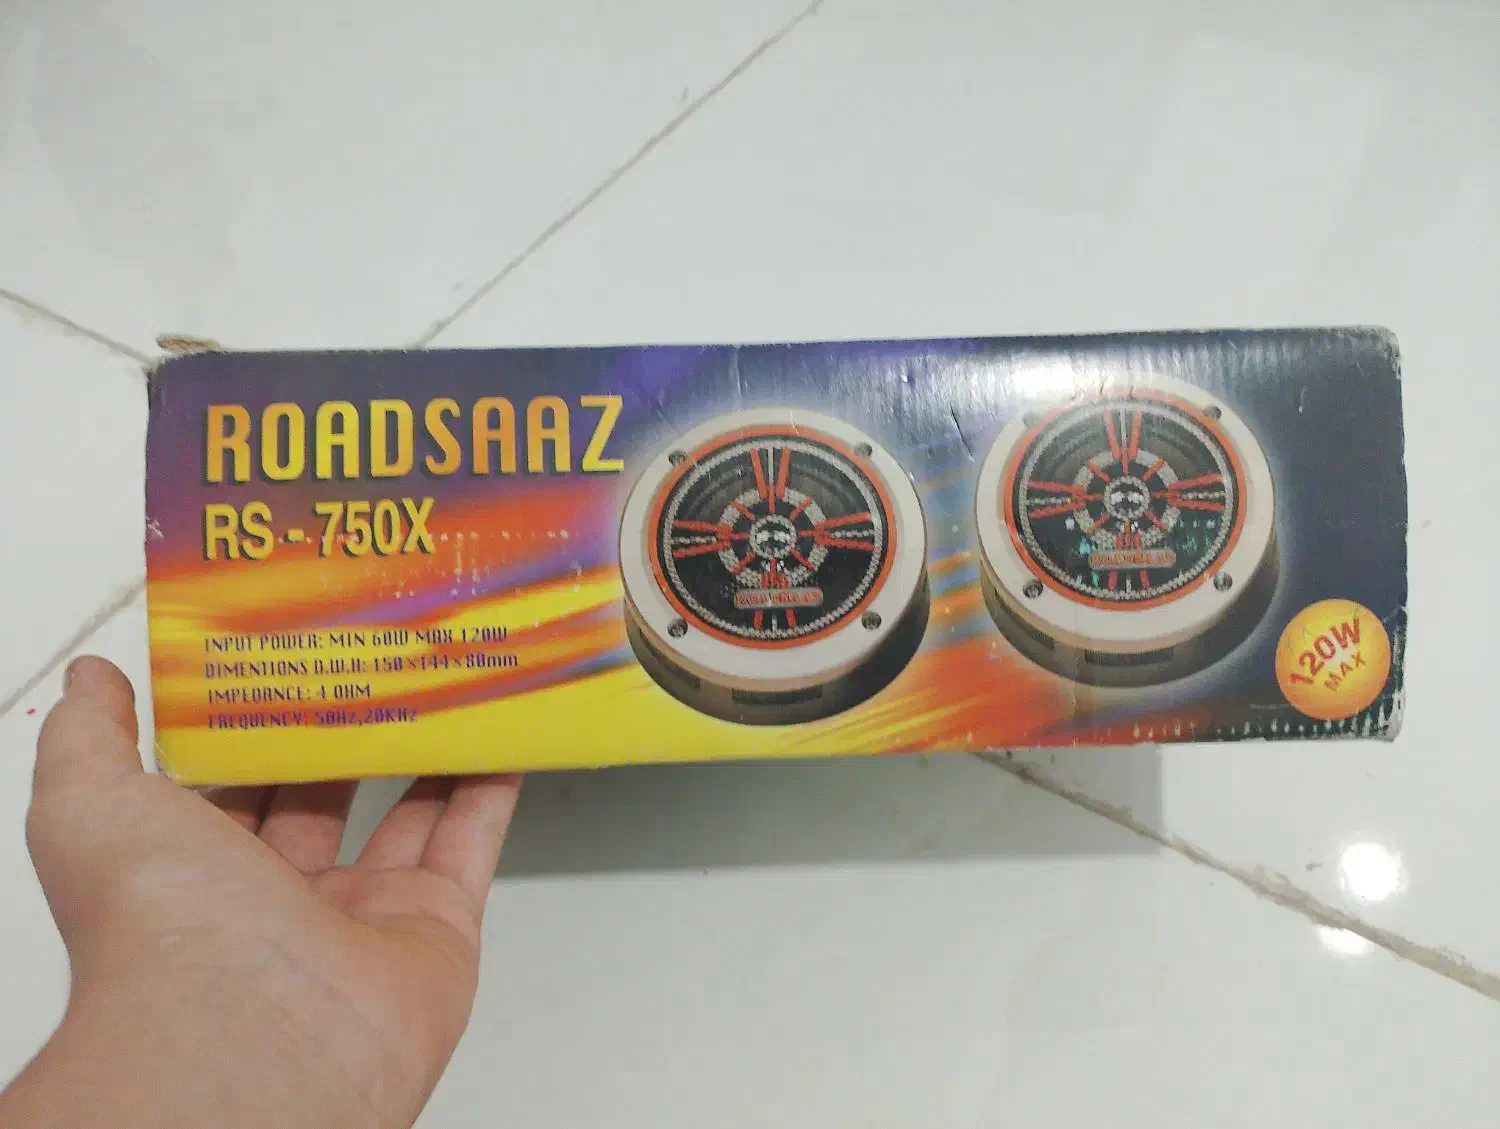 ROADSAAZ
RS - 750X
INPUT POWER: MIN 60W MAX 120W
DIMENTIONS D.W.H: 150×144×80mm
IMPEDANCE: 4 OHM
FREQUENCY: 50Hz,20KHz
120W
MAX